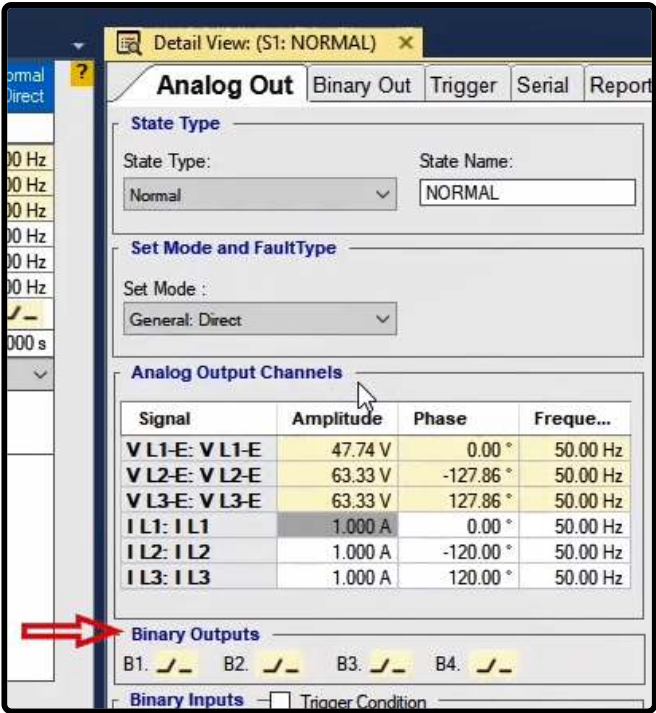 Detail View: (S1: NORMAL)
ormal
Direct
?
Analog Out Binary Out Trigger Serial Report
State Type
State Type: State Name:
Normal NORMAL
Set Mode and FaultType
Set Mode :
General: Direct
00 Hz
00 Hz
00 Hz
00 Hz
00 Hz
00 Hz
000 s
Analog Output Channels
Signal Amplitude Phase Freque...
V L1-E: V L1-E 47.74 V 0.00 ° 50.00 Hz
V L2-E: V L2-E 63.33 V -127.86 ° 50.00 Hz
V L3-E: V L3-E 63.33 V 127.86 ° 50.00 Hz
I L1: I L1 1.000 A 0.00 ° 50.00 Hz
I L2: I L2 1.000 A -120.00 ° 50.00 Hz
I L3: I L3 1.000 A 120.00 ° 50.00 Hz
Binary Outputs
B1. B2. B3. B4.
Binary Inputs Trigger Condition